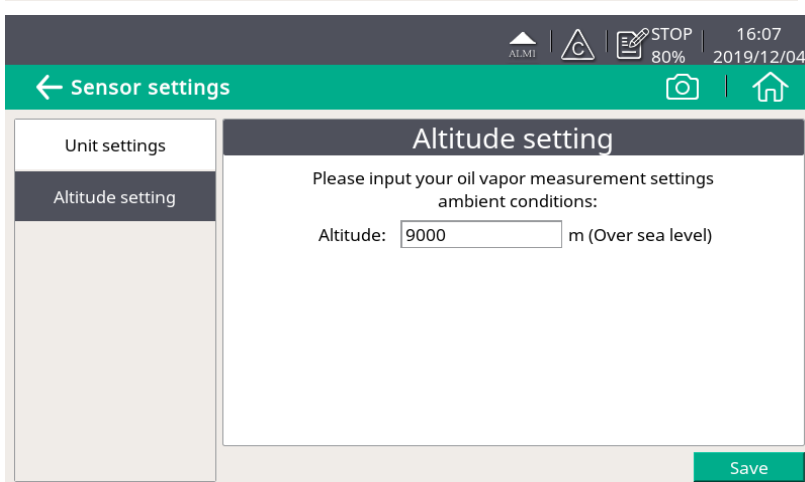 ALM1
C
STOP
80%
16:07
2019/12/04
Sensor settings
Unit settings
Altitude setting
Altitude setting
Please input your oil vapor measurement settings
ambient conditions:
Altitude: 9000 m (Over sea level)
Save